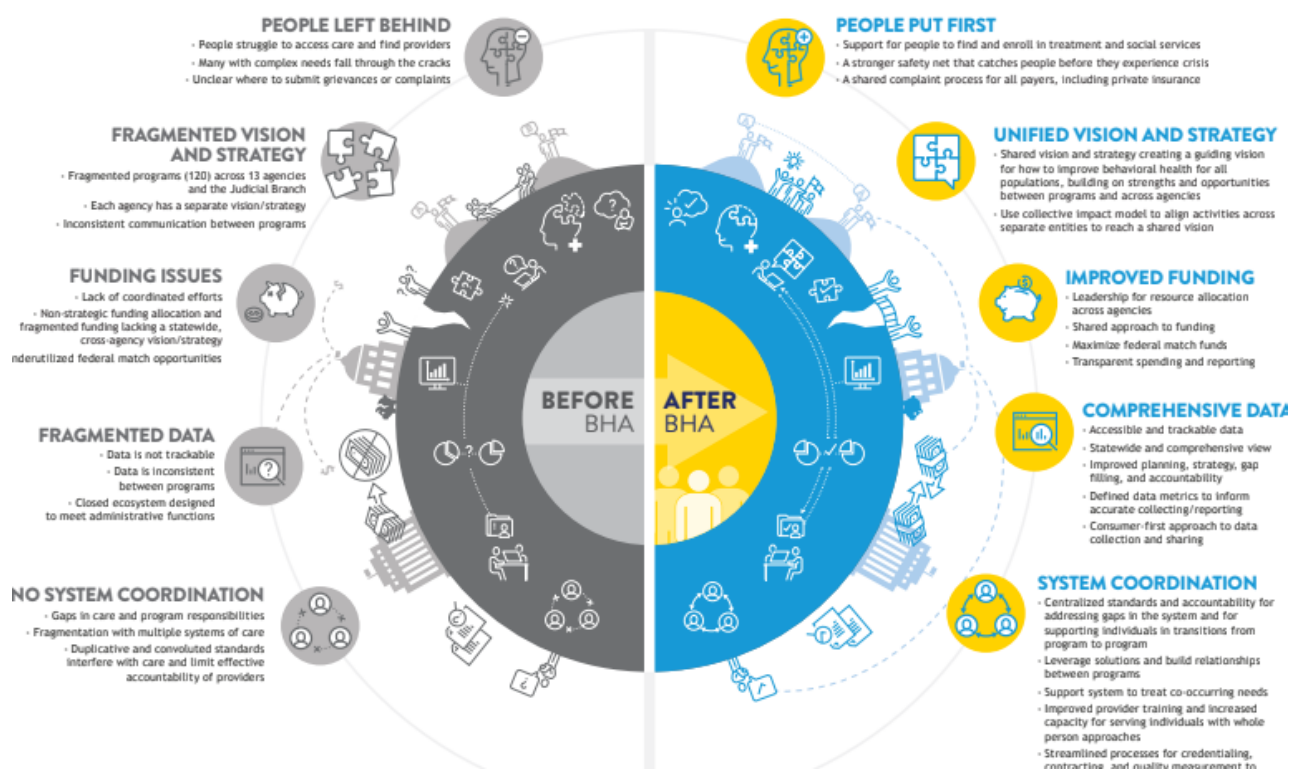 PEOPLE LEFT BEHIND
- People struggle to access care and find providers
- Many with complex needs fall through the cracks
- Unclear where to submit grievances or complaints
FRAGMENTED VISION
AND STRATEGY
- Fragmented programs (120) across 13 agencies
and the Judicial Branch
- Each agency has a separate vision/strategy
- Inconsistent communication between programs
FUNDING ISSUES
- Lack of coordinated efforts
- Non-strategic funding allocation and
fragmented funding lacking a statewide,
cross-agency vision/strategy
nderutilized federal match opportunities
FRAGMENTED DATA
- Data is not trackable
- Data is inconsistent
between programs
- Closed ecosystem designed
to meet administrative functions
NO SYSTEM COORDINATION
- Gaps in care and program responsibilities
- Fragmentation with multiple systems of care
- Duplicative and convoluted standards
interfere with care and limit effective
accountability of providers
BEFORE
BHA
AFTER
BHA
PEOPLE PUT FIRST
- Support for people to find and enroll in treatment and social services
- A stronger safety net that catches people before they experience crisis
- A shared complaint process for all payers, including private insurance
UNIFIED VISION AND STRATEGY
- Shared vision and strategy creating a guiding vision
for how to improve behavioral health for all
populations, building on strengths and opportunities
between programs and across agencies
- Use collective impact model to align activities across
separate entities to reach a shared vision
IMPROVED FUNDING
- Leadership for resource allocation
across agencies
- Shared approach to funding
- Maximize federal match funds
- Transparent spending and reporting
COMPREHENSIVE DATA
- Accessible and trackable data
- Statewide and comprehensive view
- Improved planning, strategy, gap
filling, and accountability
- Defined data metrics to inform
accurate collecting/reporting
- Consumer-first approach to data
collection and sharing
SYSTEM COORDINATION
- Centralized standards and accountability for
addressing gaps in the system and for
supporting individuals in transitions from
program to program
- Leverage solutions and build relationships
between programs
- Support system to treat co-occurring needs
- Improved provider training and increased
capacity for serving individuals with whole
person approaches
- Streamlined processes for credentialing,
contracting, and quality measurement to